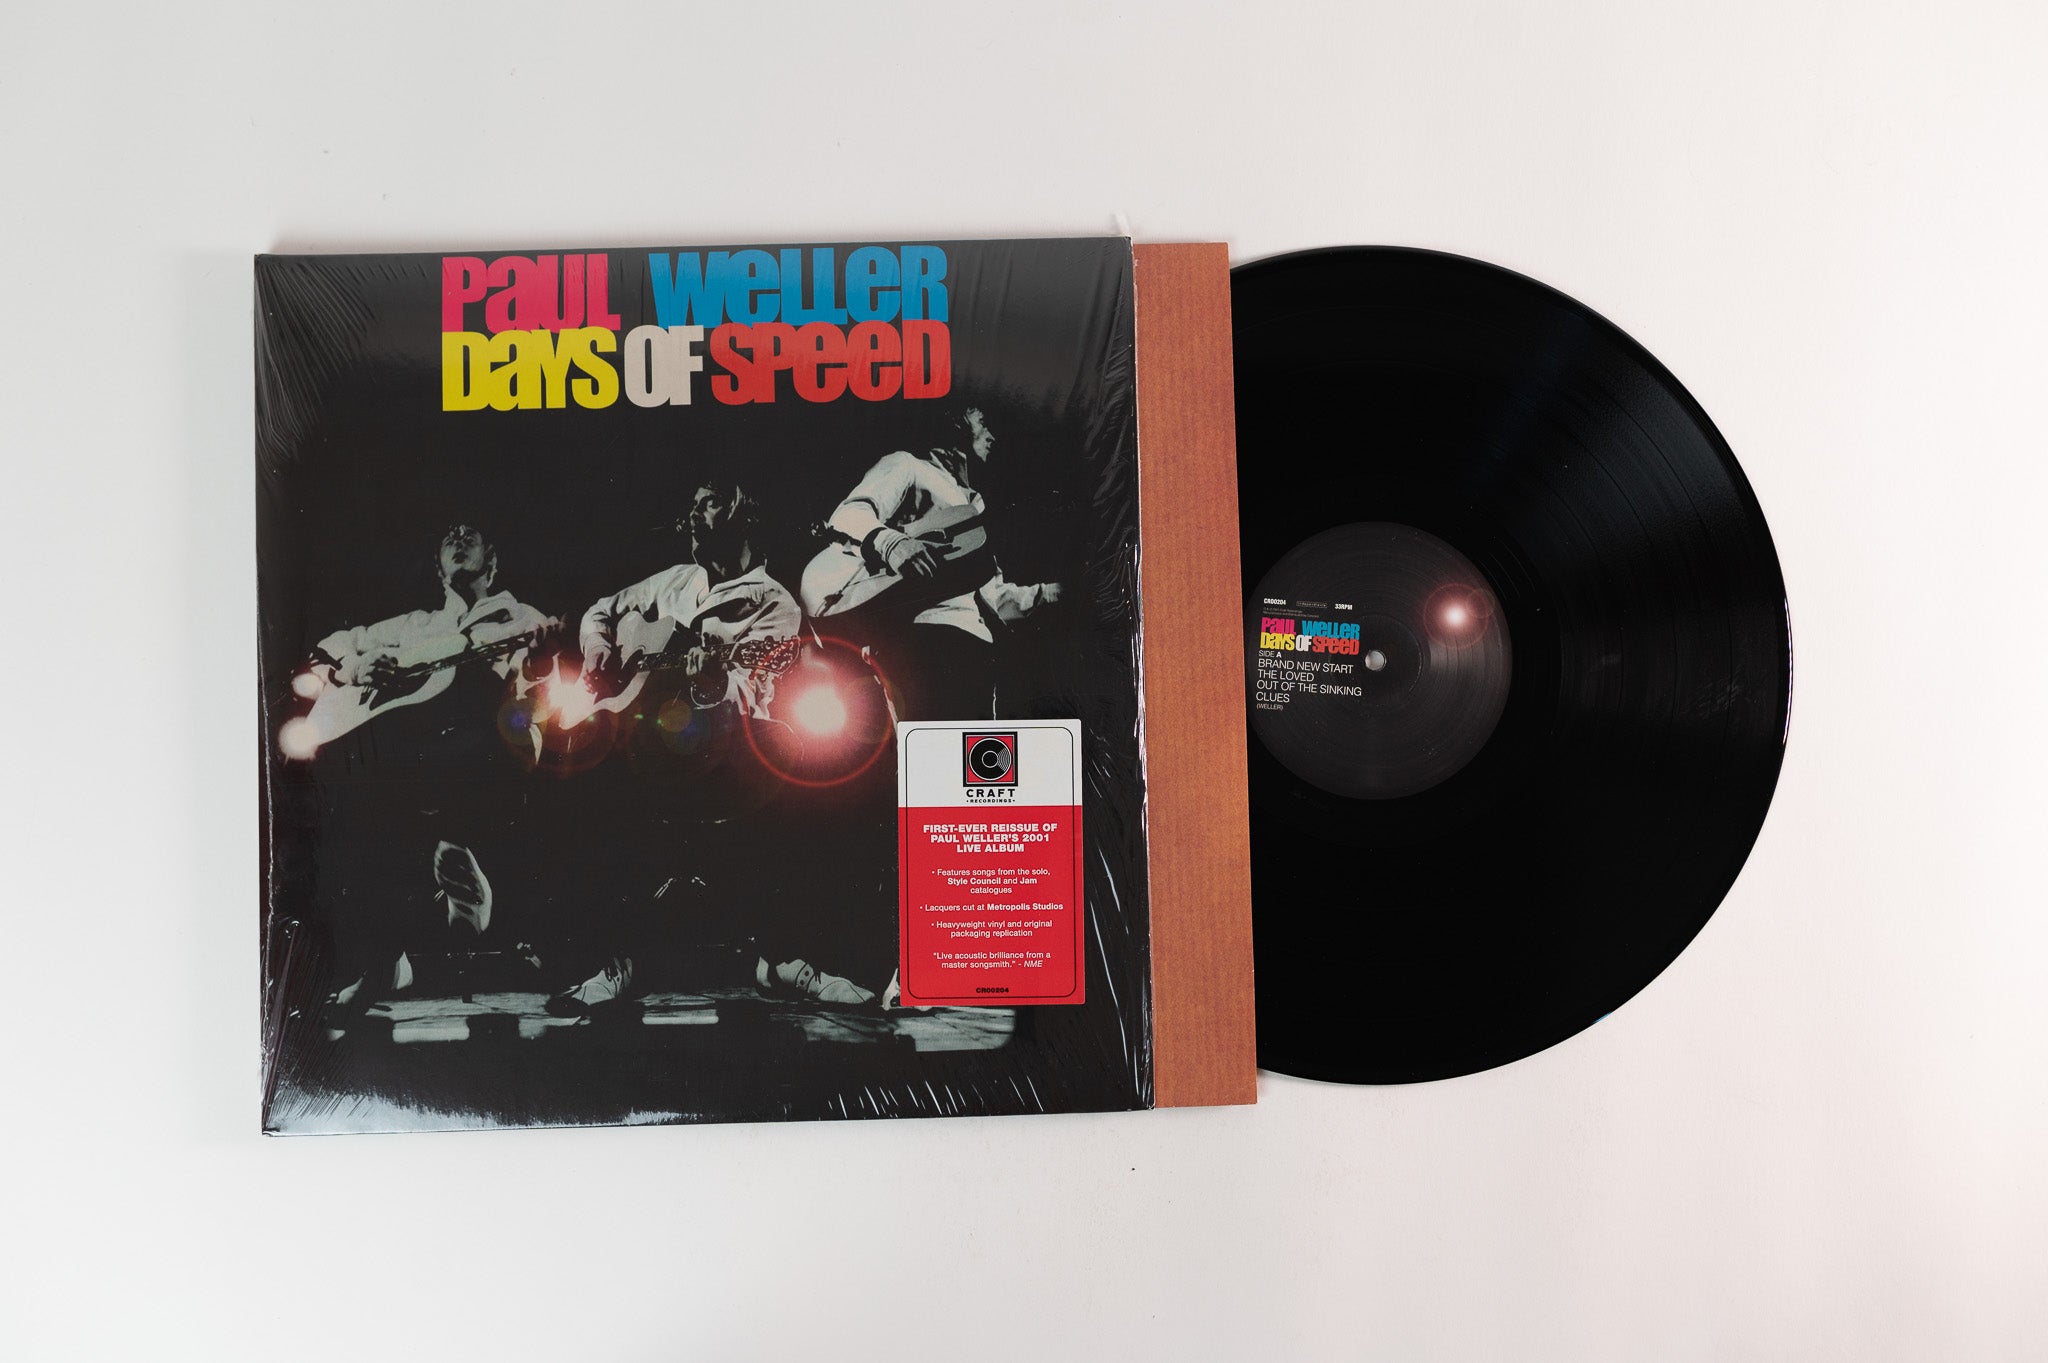 PAUL WELLER
DAYS OF SPEED
CRAFT
•RECORDINGS•
FIRST-EVER REISSUE OF
PAUL WELLER'S 2001
LIVE ALBUM
• Features songs from the solo,
Style Council and Jam
catalogues
• Lacquers cut at Metropolis Studios
• Heavyweight vinyl and original
packaging replication
"Live acoustic brilliance from a
master songsmith." - NME
CR00204
CR00204 33RPM
PAUL WELLER
DAYS OF SPEED
SIDE A
BRAND NEW START
THE LOVED
OUT OF THE SINKING
CLUES
(WELLER)